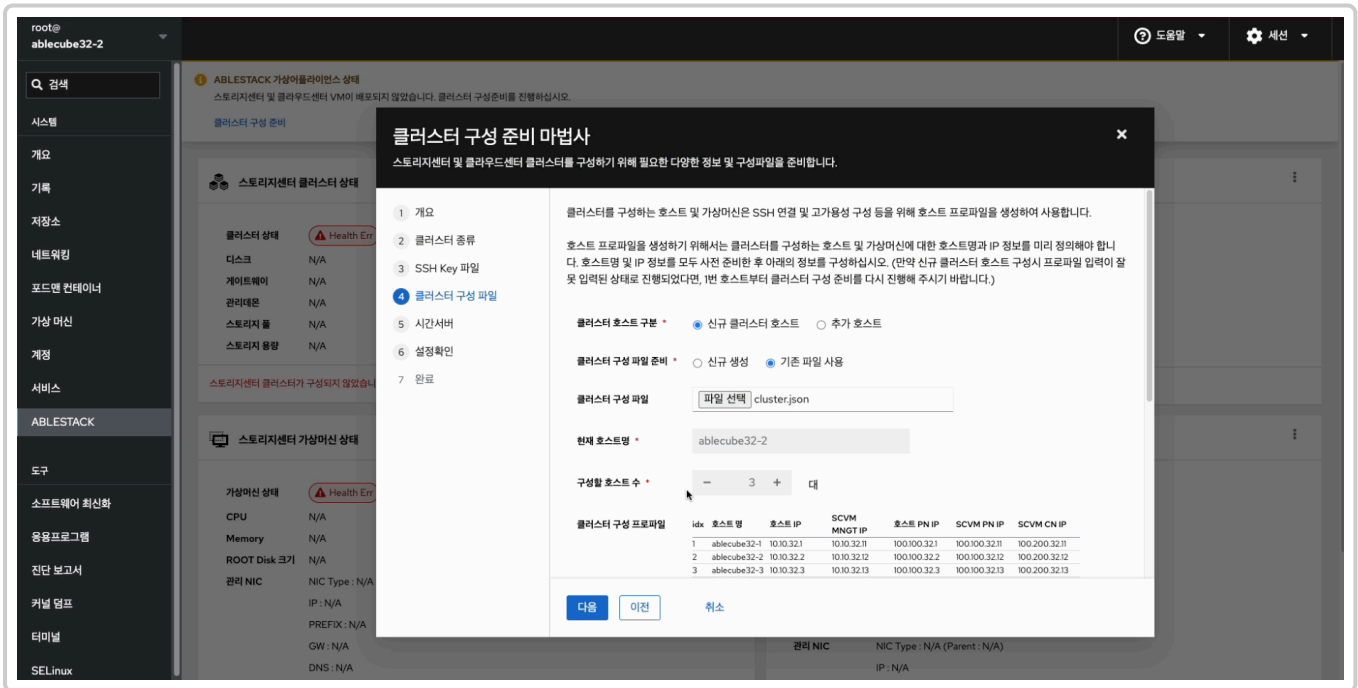 root@
ablecube32-2
도움말
세션
검색
시스템
개요
기록
저장소
네트워킹
포드맨 컨테이너
가상 머신
계정
서비스
ABLESTACK
도구
소프트웨어 최신화
응용프로그램
진단 보고서
커널 덤프
터미널
SELinux
ABLESTACK 가상어플라이언스 상태
스토리지센터 및 클라우드센터 VM이 배포되지 않았습니다. 클러스터 구성준비를 진행하십시오.
클러스터 구성 준비
스토리지센터 클러스터 상태
클러스터 상태 Health Err
디스크 N/A
게이트웨이 N/A
관리데몬 N/A
스토리지 풀 N/A
스토리지 용량 N/A
스토리지센터 클러스터가 구성되지 않았습니
스토리지센터 가상머신 상태
가상머신 상태 Health Err
CPU N/A
Memory N/A
ROOT Disk 크기 N/A
관리 NIC NIC Type : N/A
IP : N/A
PREFIX : N/A
GW : N/A
DNS : N/A
관리 NIC NIC Type : N/A (Parent : N/A)
IP : N/A
클러스터 구성 준비 마법사
스토리지센터 및 클라우드센터 클러스터를 구성하기 위해 필요한 다양한 정보 및 구성파일을 준비합니다.
1 개요
2 클러스터 종류
3 SSH Key 파일
4 클러스터 구성 파일
5 시간서버
6 설정확인
7 완료
클러스터를 구성하는 호스트 및 가상머신은 SSH 연결 및 고가용성 구성 등을 위해 호스트 프로파일을 생성하여 사용합니다.
호스트 프로파일을 생성하기 위해서는 클러스터를 구성하는 호스트 및 가상머신에 대한 호스트명과 IP 정보를 미리 정의해야 합니
다. 호스트명 및 IP 정보를 모두 사전 준비한 후 아래의 정보를 구성하십시오. (만약 신규 클러스터 호스트 구성시 프로파일 입력이 잘
못 입력된 상태로 진행되었다면, 1번 호스트부터 클러스터 구성 준비를 다시 진행해 주시기 바랍니다.)
클러스터 호스트 구분 * 신규 클러스터 호스트 추가 호스트
클러스터 구성 파일 준비 * 신규 생성 기존 파일 사용
클러스터 구성 파일 파일 선택 cluster.json
현재 호스트명 * ablecube32-2
구성할 호스트 수 * − 3 + 대
클러스터 구성 프로파일 idx 호스트 명 호스트 IP SCVM MNGT IP 호스트 PN IP SCVM PN IP SCVM CN IP
1 ablecube32-1 10.10.32.1 10.10.32.11 100.100.32.1 100.100.32.11 100.200.32.11
2 ablecube32-2 10.10.32.2 10.10.32.12 100.100.32.2 100.100.32.12 100.200.32.12
3 ablecube32-3 10.10.32.3 10.10.32.13 100.100.32.3 100.100.32.13 100.200.32.13
다음 이전 취소